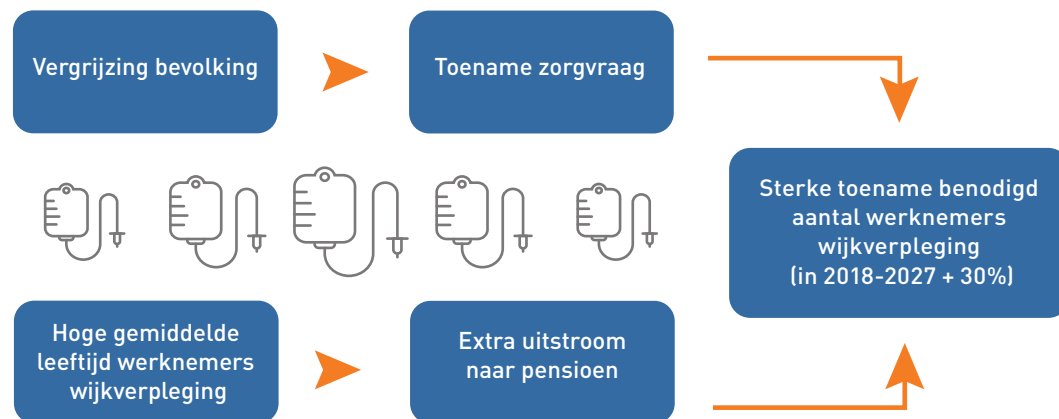 Vergrijzing bevolking
Toename zorgvraag
Sterke toename benodigd
aantal werknemers
wijkverpleging
(in 2018-2027 + 30%)
Hoge gemiddelde
leeftijd werknemers
wijkverpleging
Extra uitstroom
naar pensioen